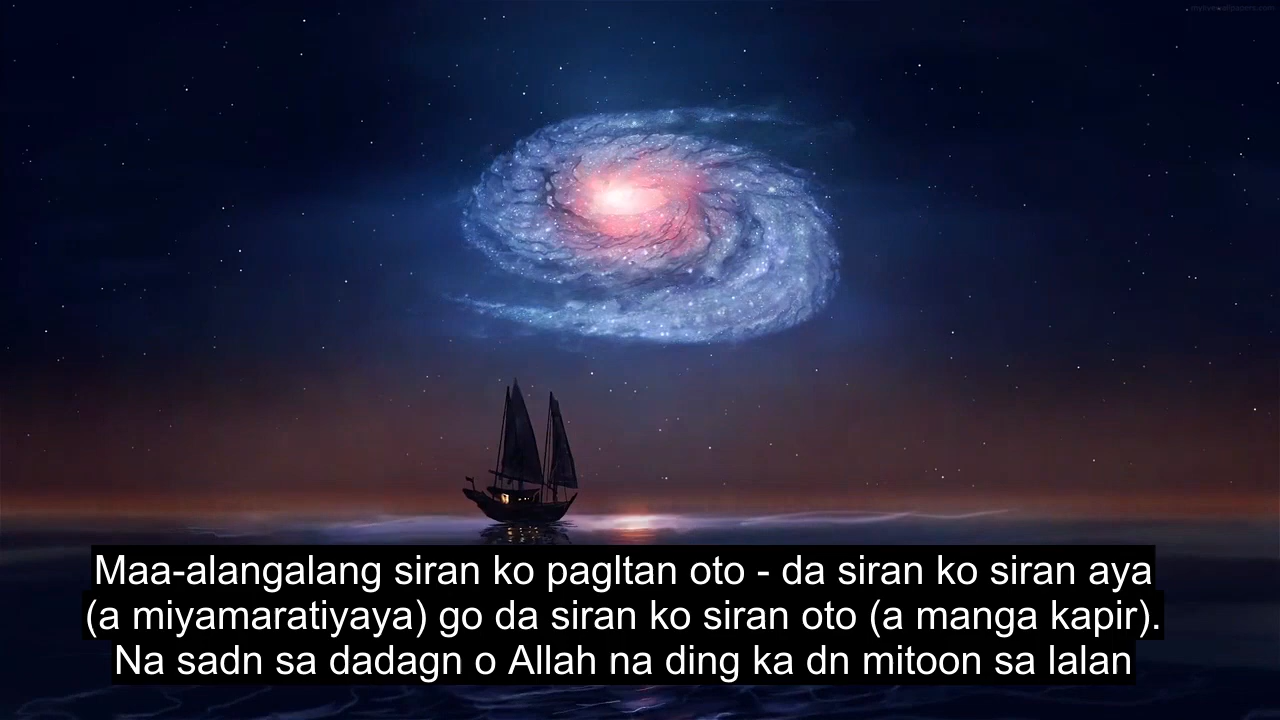 Maa-alangalang siran ko pagltan oto - da siran ko siran aya
(a miyamaratiyaya) go da siran ko siran oto (a manga kapir).
Na sadn sa dadagn o Allah na ding ka dn mitoon sa lalan